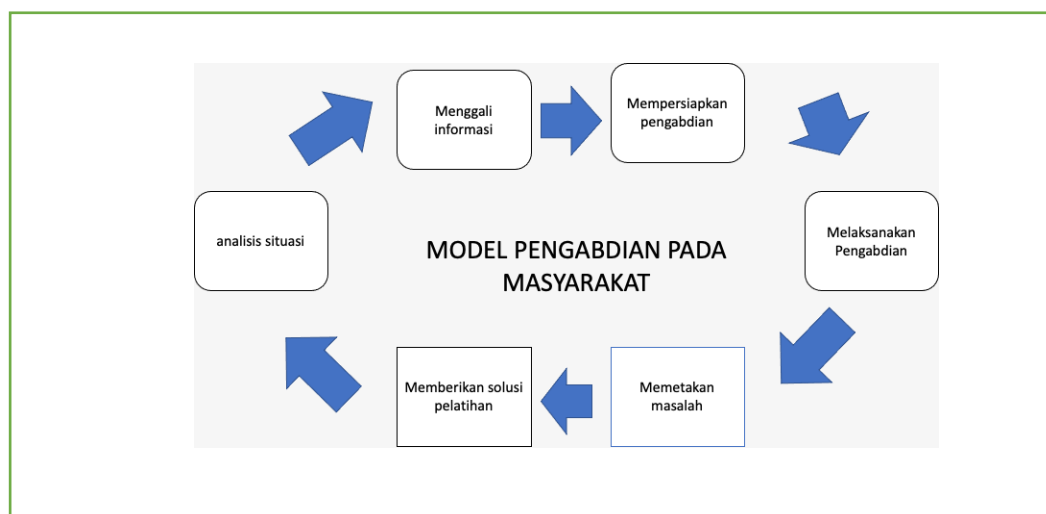 Menggali
informasi
Mempersiapkan
pengabdian
analisis situasi
Melaksanakan
Pengabdian
MODEL PENGABDIAN PADA
MASYARAKAT
Memberikan solusi
pelatihan
Memetakan
masalah